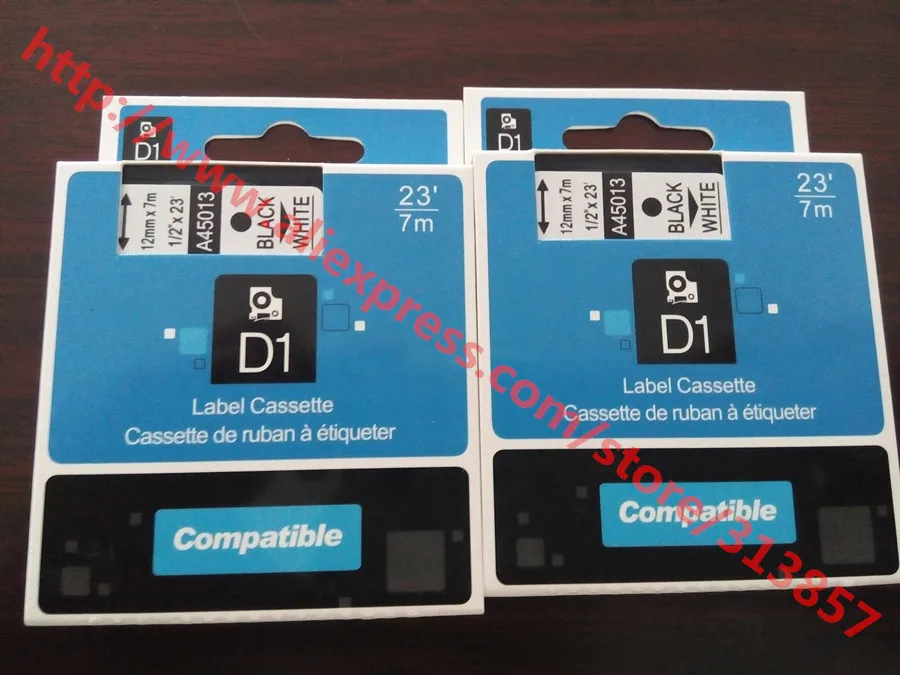 http://www.aliexpress.com/store/313857
D1
12mm x 7m
1/2"x 23'
A45013
BLACK
WHITE
23'
7m
D1
Label Cassette
Cassette de ruban à étiqueter
Compatible
D1
12mm x 7m
1/2"x 23'
A45013
BLACK
WHITE
23'
7m
D1
Label Cassette
Cassette de ruban à étiqueter
Compatible